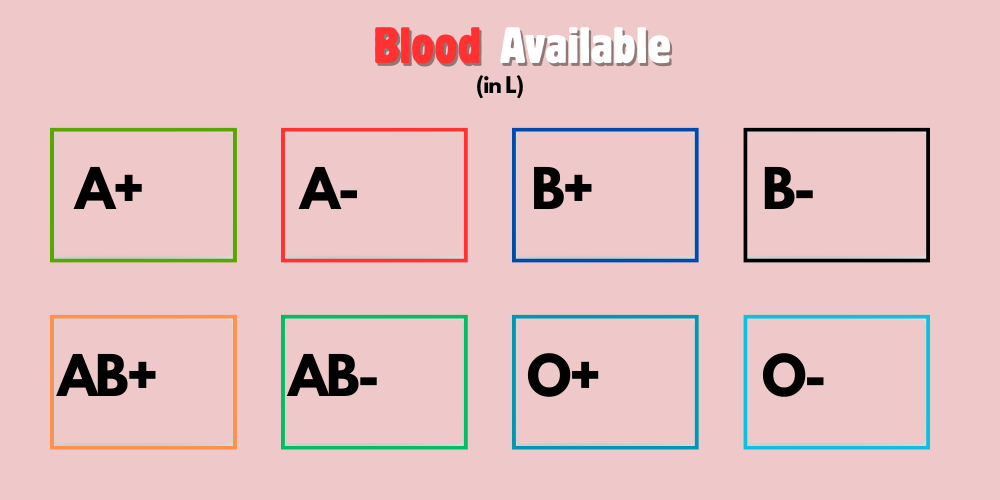 Blood Available
(in L)
A+ A- B+ B-
AB+ AB- O+ O-